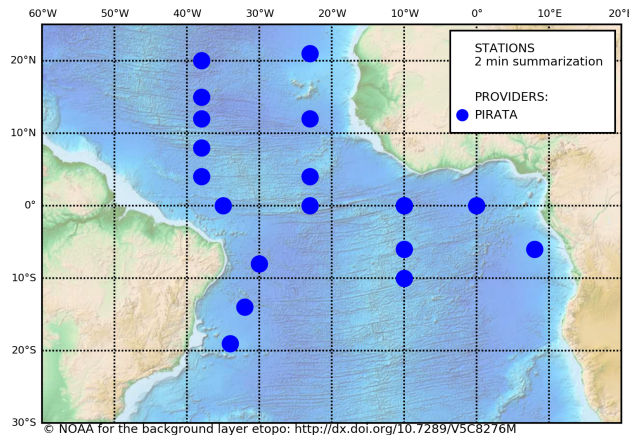 60°W 50°W 40°W 30°W 20°W 10°W 0° 10°E 20°E
STATIONS
2 min summarization
PROVIDERS:
PIRATA
20°N
10°N
0°
10°S
20°S
30°S
© NOAA for the background layer etopo: http://dx.doi.org/10.7289/V5C8276M